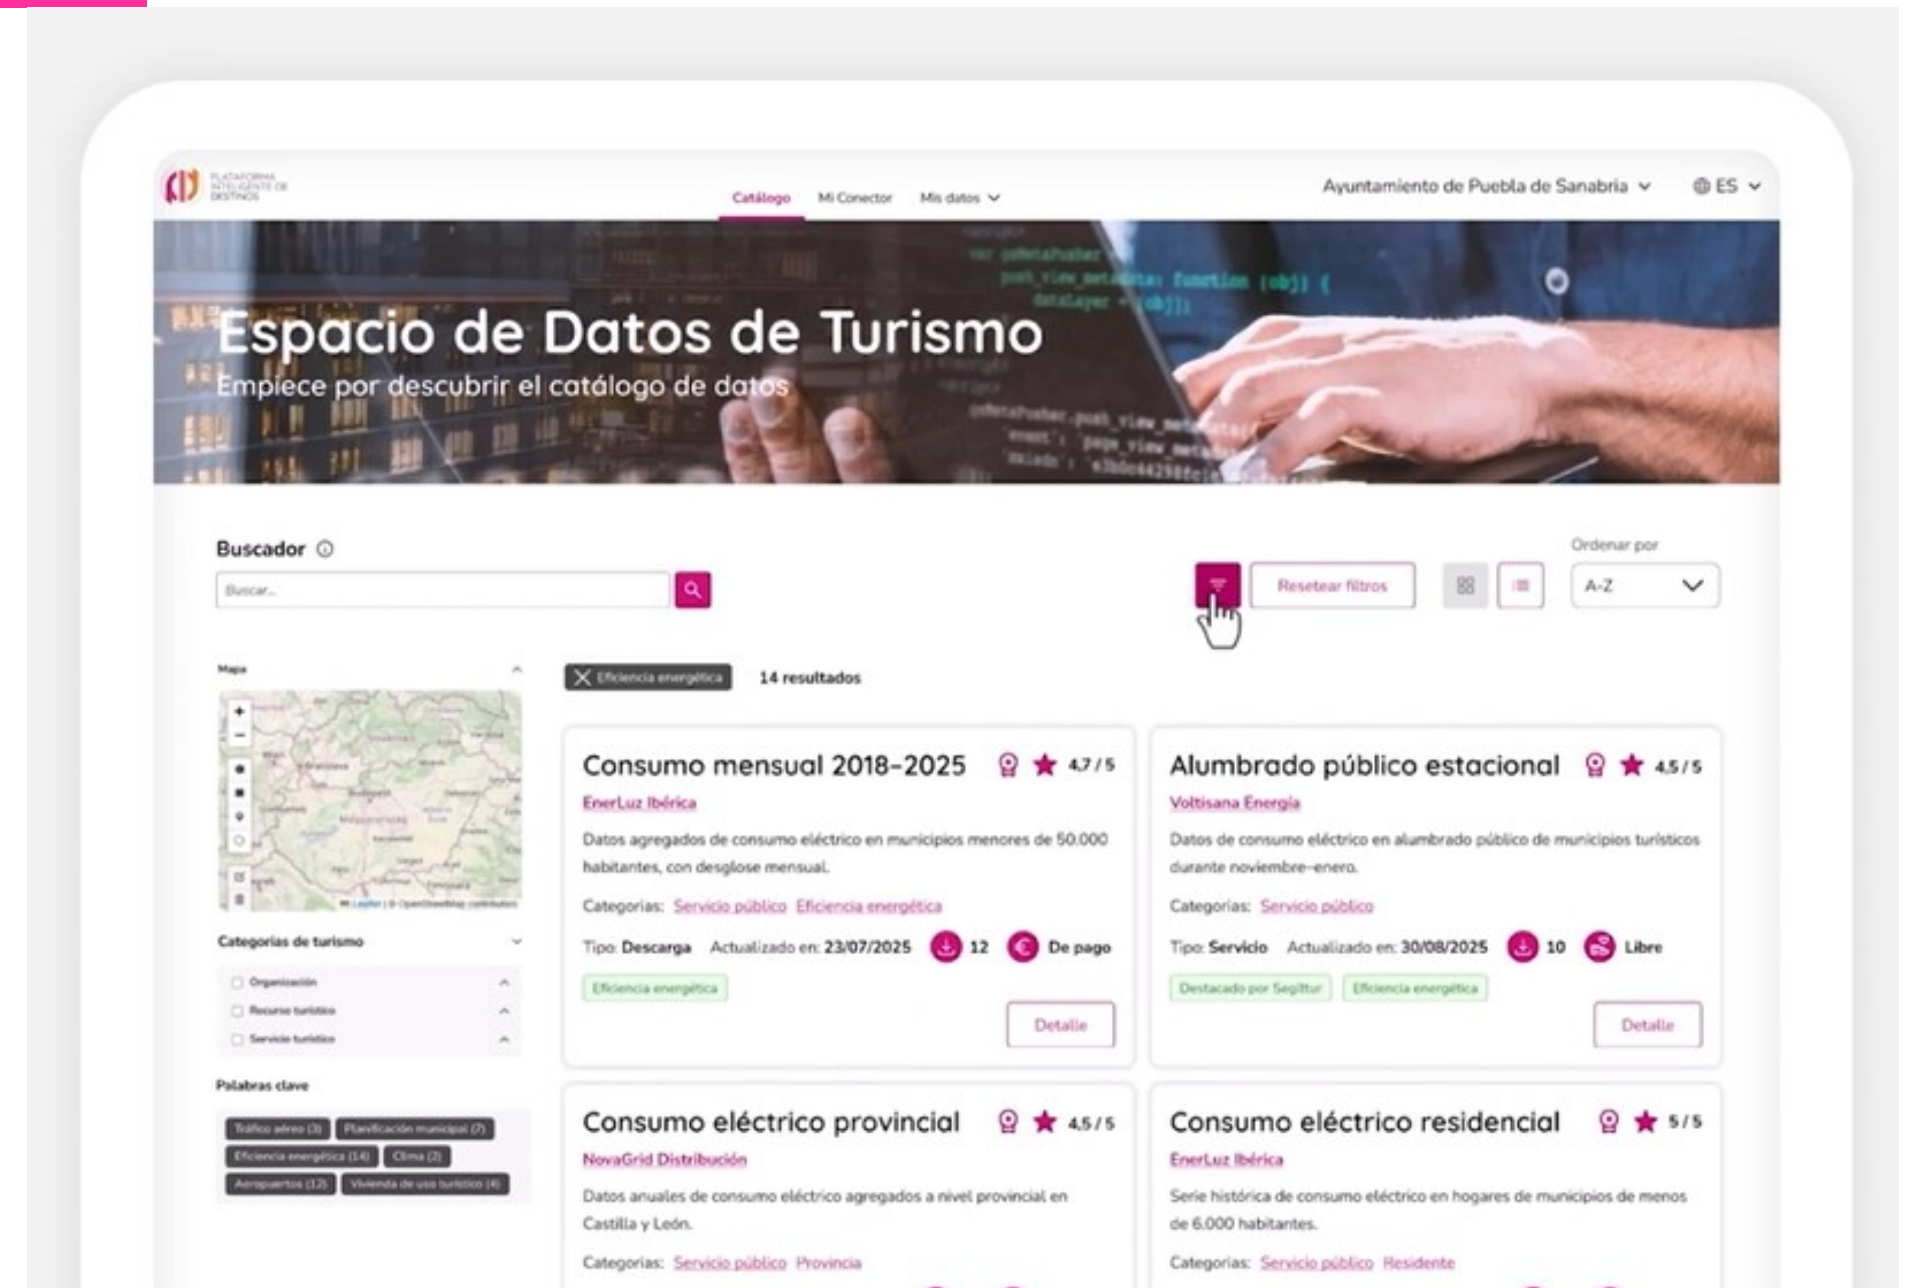 PLATAFORMA
INTELIGENTE DE
DESTINOS
Catálogo Mi Conector Mis datos
Ayuntamiento de Puebla de Sanabria ES
Espacio de Datos de Turismo
Empiece por descubrir el catálogo de datos
Buscador
Buscar...
Resetear filtros
Ordenar por
A-Z
Mapa
Categorias de turismo
Organización
Recurso turístico
Servicio turístico
Palabras clave
Tráfico aéreo (3) Planificación municipal (7)
Eficiencia energética (14) Clima (2)
Aeropuertos (12) Vivienda de uso turístico (4)
Eficiencia energética 14 resultados
Consumo mensual 2018-2025 4,7 / 5
EnerLuz Ibérica
Datos agregados de consumo eléctrico en municipios menores de 50.000
habitantes, con desglose mensual.
Categorias: Servicio público Eficiencia energética
Tipo: Descarga Actualizado en: 23/07/2025 12 De pago
Eficiencia energética
Detalle
Alumbrado público estacional 4,5 / 5
Voltisana Energía
Datos de consumo eléctrico en alumbrado público de municipios turísticos
durante noviembre–enero.
Categorias: Servicio público
Tipo: Servicio Actualizado en: 30/08/2025 10 Libre
Destacado por Segittur Eficiencia energética
Detalle
Consumo eléctrico provincial 4,5 / 5
NovaGrid Distribución
Datos anuales de consumo eléctrico agregados a nivel provincial en
Castilla y León.
Categorias: Servicio público Provincia
Consumo eléctrico residencial 5 / 5
EnerLuz Ibérica
Serie histórica de consumo eléctrico en hogares de municipios de menos
de 6.000 habitantes.
Categorias: Servicio público Residente